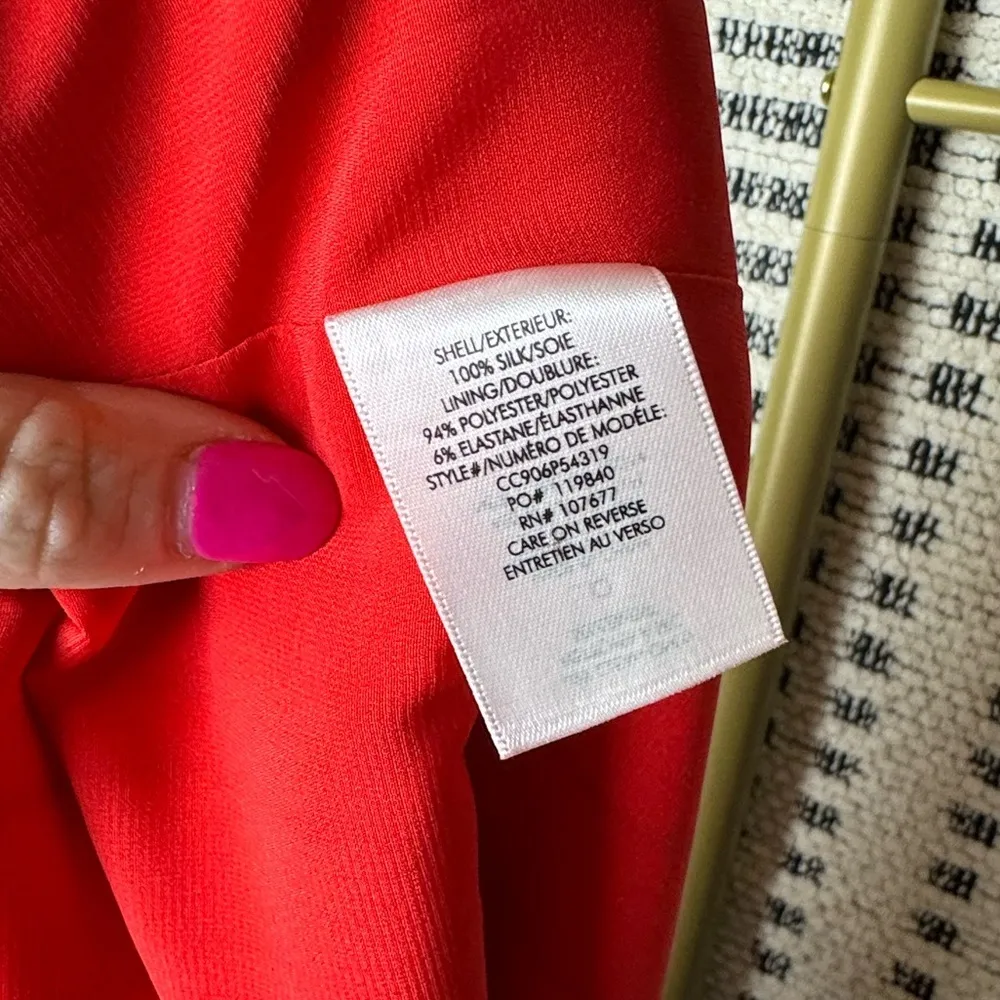 SHELL/EXTERIEUR:
100% SILK/SOIE
LINING/DOUBLURE:
94% POLYESTER/POLYESTER
6% ELASTANE/ÉLASTHANNE
STYLE#/NUMÉRO DE MODÉLE:
CC906P54319
PO# 119840
RN# 107677
CARE ON REVERSE
ENTRETIEN AU VERSO